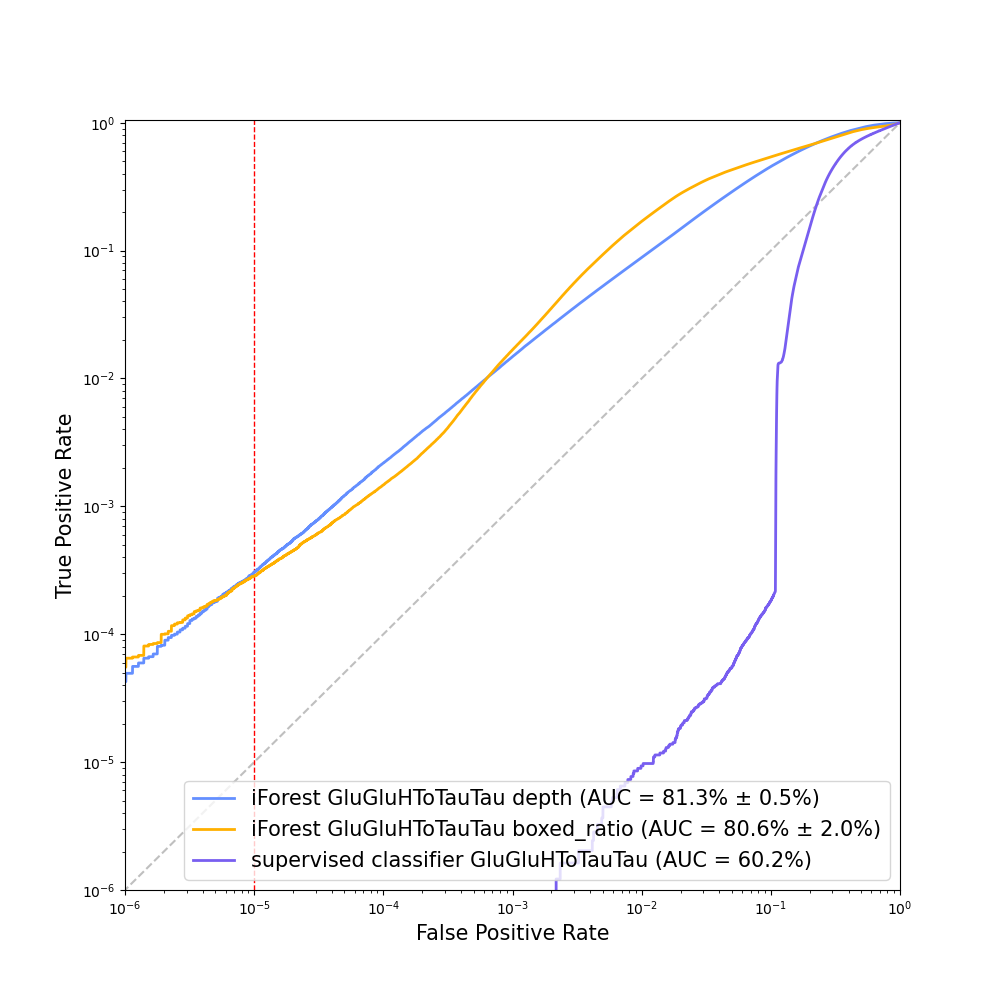 10⁰
10⁻¹
10⁻²
10⁻³
10⁻⁴
10⁻⁵
10⁻⁶
True Positive Rate
iForest GluGluHToTauTau depth (AUC = 81.3% ± 0.5%)
iForest GluGluHToTauTau boxed_ratio (AUC = 80.6% ± 2.0%)
supervised classifier GluGluHToTauTau (AUC = 60.2%)
10⁻⁶ 10⁻⁵ 10⁻⁴ 10⁻³ 10⁻² 10⁻¹ 10⁰
False Positive Rate